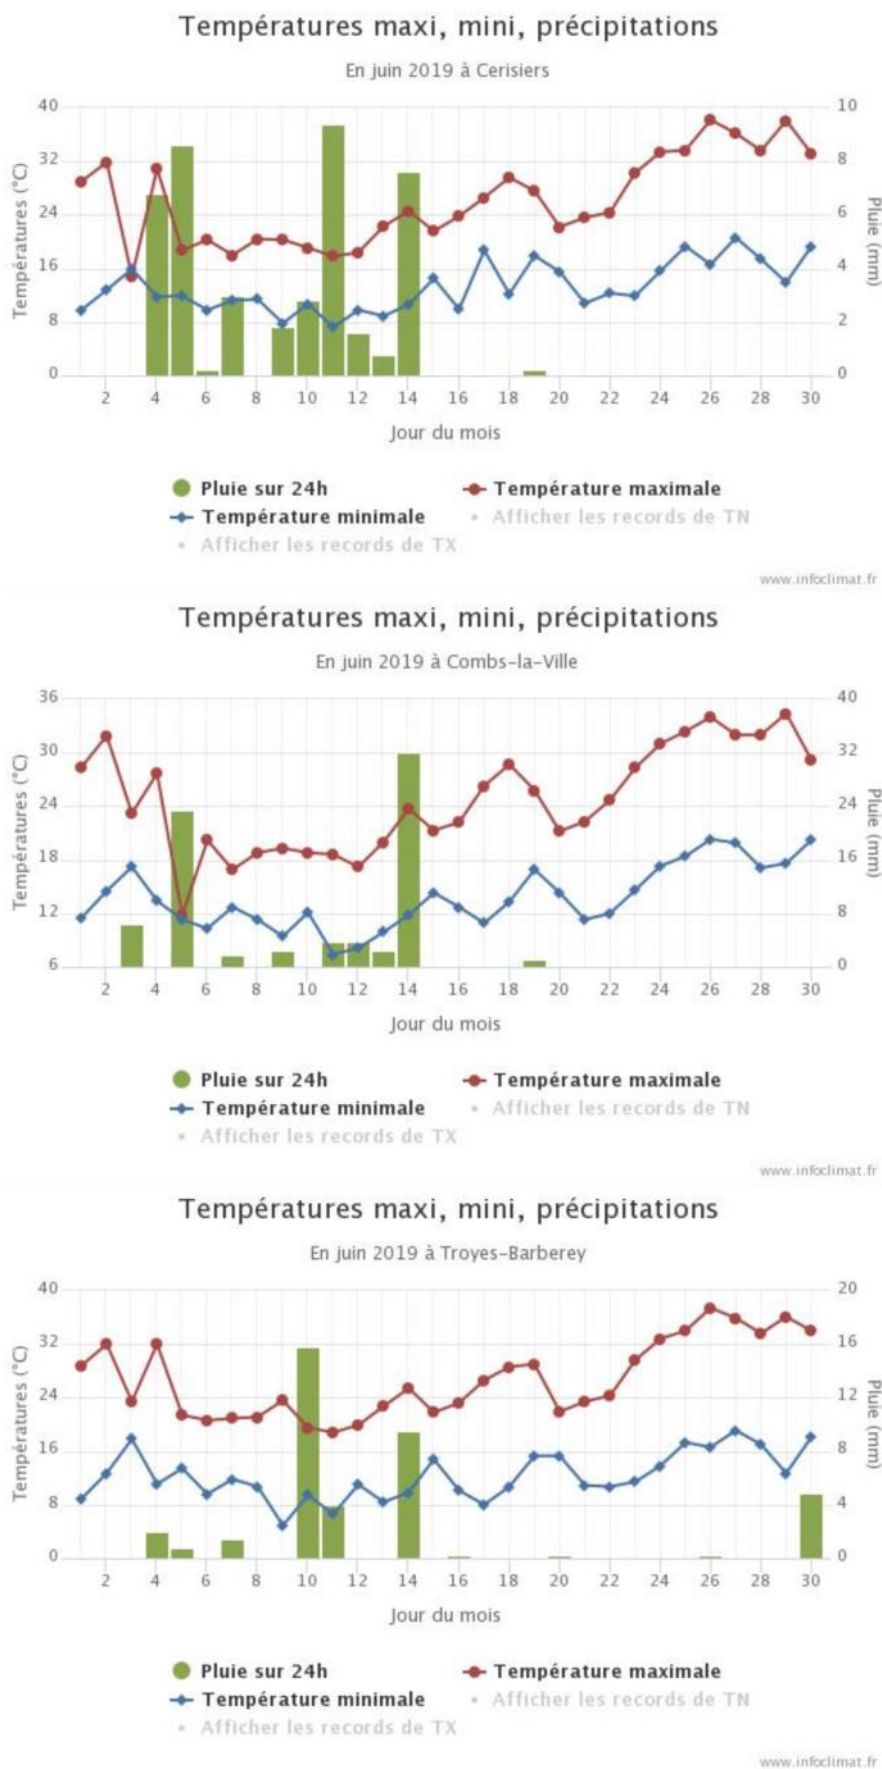 Températures maxi, mini, précipitations
En juin 2019 à Cerisiers
40 10
32 8
24 6
16 4
8 2
0 0
Températures (°C)
Pluie (mm)
2 4 6 8 10 12 14 16 18 20 22 24 26 28 30
Jour du mois
Pluie sur 24h Température maximale
Température minimale Afficher les records de TN
Afficher les records de TX
www.infoclimat.fr
Températures maxi, mini, précipitations
En juin 2019 à Combs-la-Ville
36 40
30 32
24 24
18 16
12 8
6 0
Températures (°C)
Pluie (mm)
2 4 6 8 10 12 14 16 18 20 22 24 26 28 30
Jour du mois
Pluie sur 24h Température maximale
Température minimale Afficher les records de TN
Afficher les records de TX
www.infoclimat.fr
Températures maxi, mini, précipitations
En juin 2019 à Troyes-Barberey
40 20
32 16
24 12
16 8
8 4
0 0
Températures (°C)
Pluie (mm)
2 4 6 8 10 12 14 16 18 20 22 24 26 28 30
Jour du mois
Pluie sur 24h Température maximale
Température minimale Afficher les records de TN
Afficher les records de TX
www.infoclimat.fr